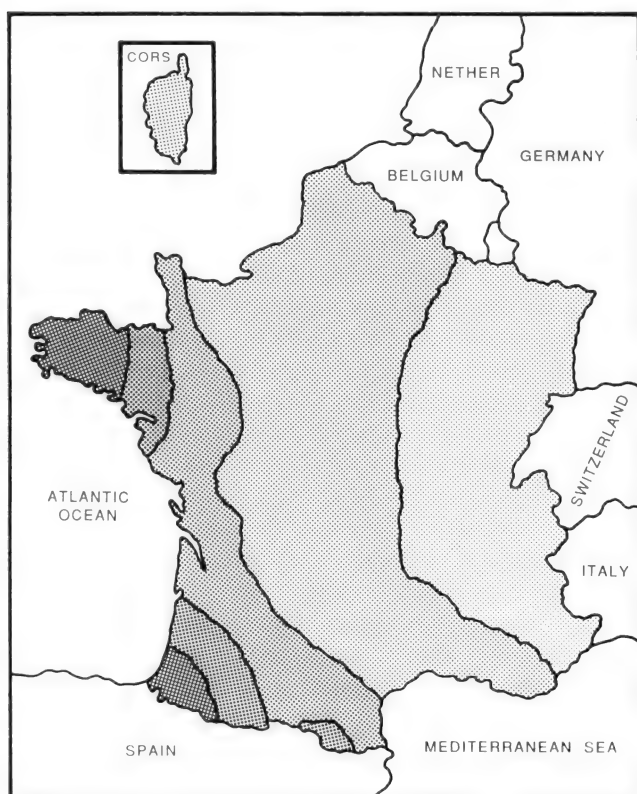 CORS
NETHER
GERMANY
BELGIUM
SWITZERLAND
ATLANTIC
OCEAN
ITALY
SPAIN
MEDITERRANEAN SEA